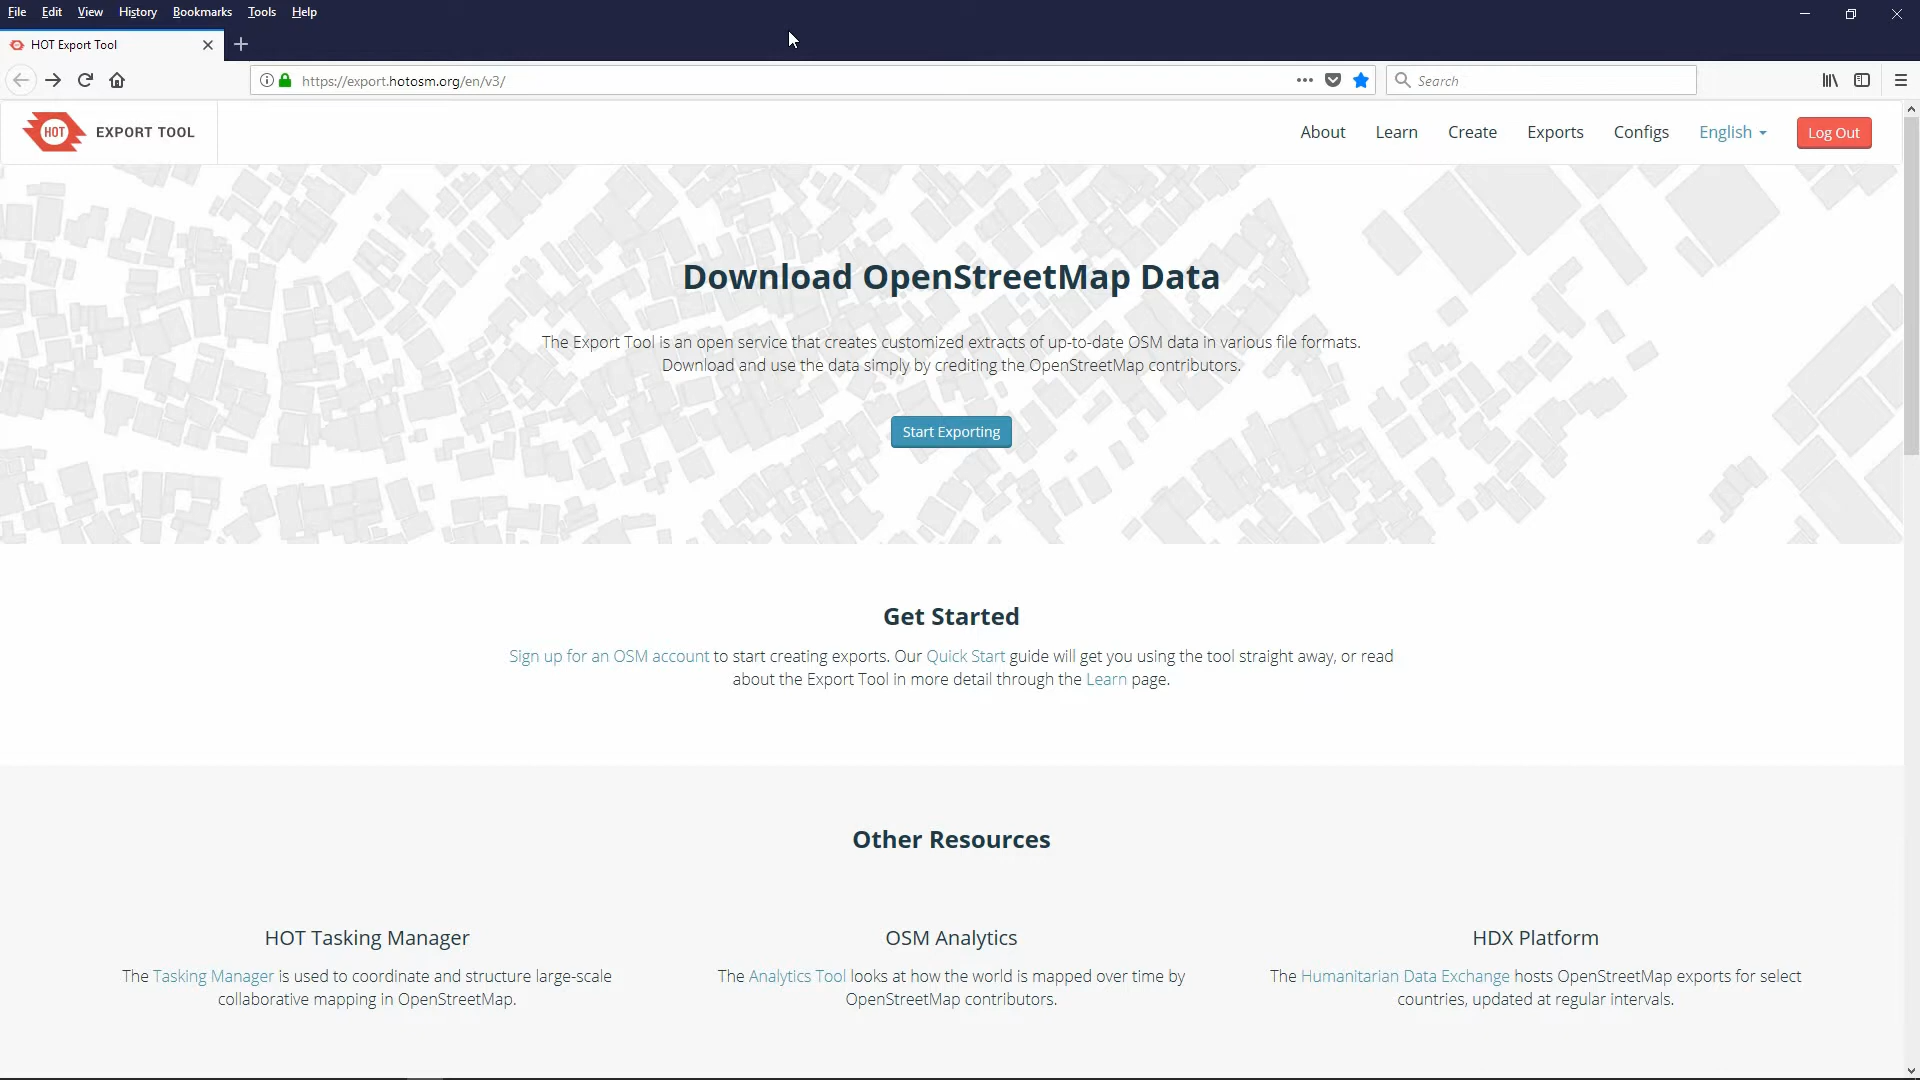 File Edit View History Bookmarks Tools Help
HOT Export Tool
https://export.hotosm.org/en/v3/
Search
HOT EXPORT TOOL
About Learn Create Exports Configs English Log Out
Download OpenStreetMap Data
The Export Tool is an open service that creates customized extracts of up-to-date OSM data in various file formats.
Download and use the data simply by crediting the OpenStreetMap contributors.
Start Exporting
Get Started
Sign up for an OSM account to start creating exports. Our Quick Start guide will get you using the tool straight away, or read
about the Export Tool in more detail through the Learn page.
Other Resources
HOT Tasking Manager
The Tasking Manager is used to coordinate and structure large-scale
collaborative mapping in OpenStreetMap.
OSM Analytics
The Analytics Tool looks at how the world is mapped over time by
OpenStreetMap contributors.
HDX Platform
The Humanitarian Data Exchange hosts OpenStreetMap exports for select
countries, updated at regular intervals.